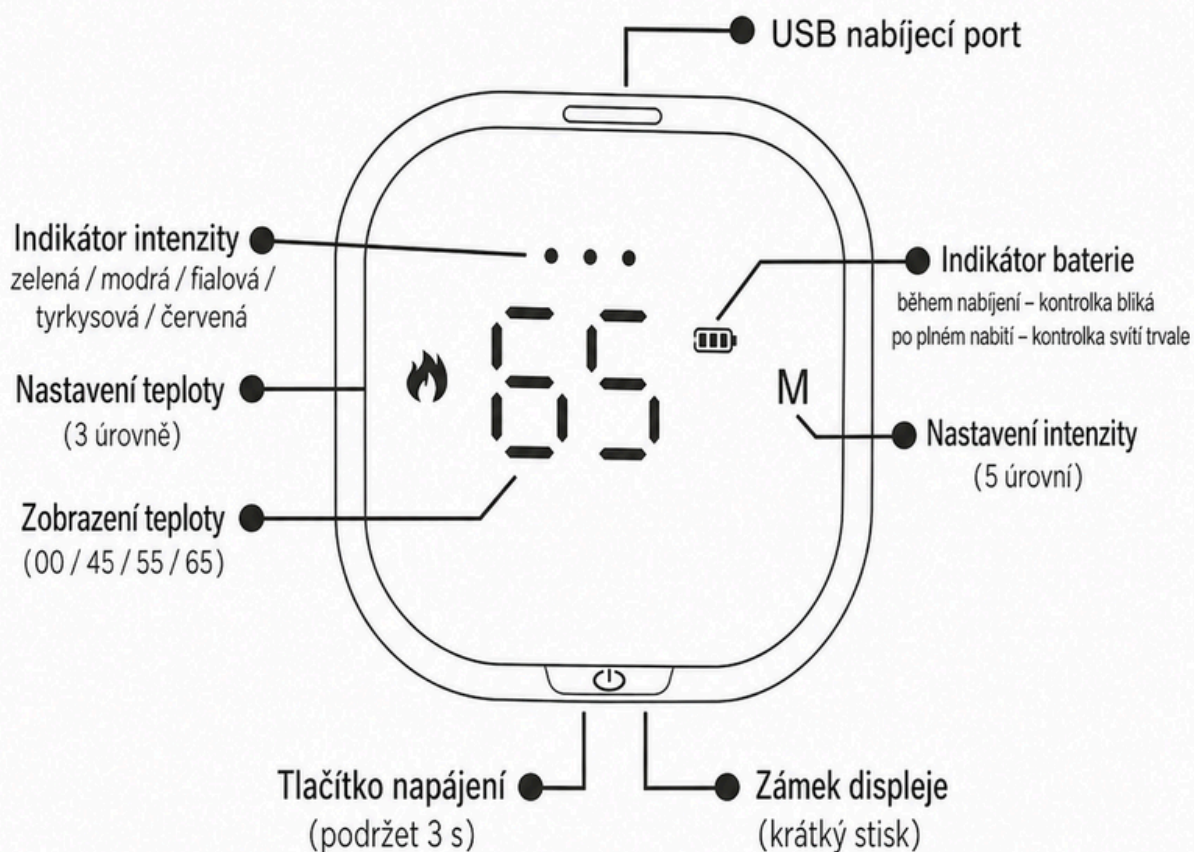 USB nabíjecí port
Indikátor intenzity
zelená / modrá / fialová /
tyrkysová / červená
Indikátor baterie
během nabíjení – kontrolka bliká
po plném nabití – kontrolka svítí trvale
Nastavení teploty
(3 úrovně)
65
M
Nastavení intenzity
(5 úrovní)
Zobrazení teploty
(00 / 45 / 55 / 65)
Tlačítko napájení
(podržet 3 s)
Zámek displeje
(krátký stisk)